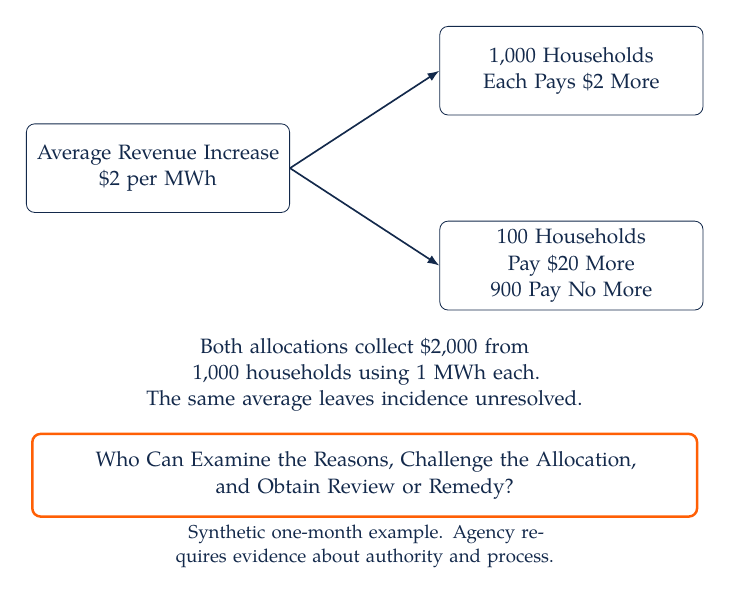 1,000 Households
Each Pays $2 More
Average Revenue Increase
$2 per MWh
100 Households
Pay $20 More
900 Pay No More
Both allocations collect $2,000 from
1,000 households using 1 MWh each.
The same average leaves incidence unresolved.
Who Can Examine the Reasons, Challenge the Allocation,
and Obtain Review or Remedy?
Synthetic one-month example. Agency re-
quires evidence about authority and process.